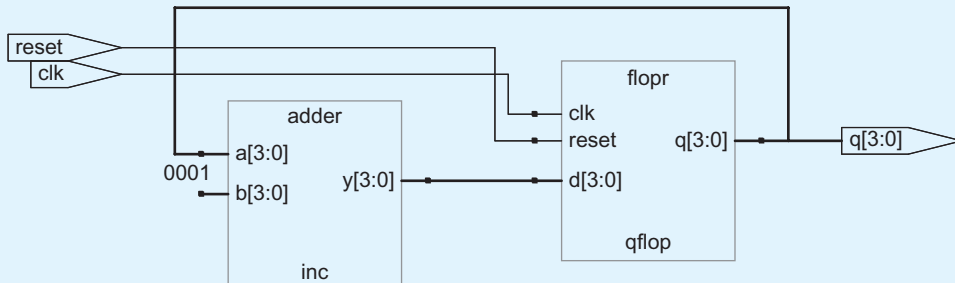 reset
clk
adder
0001
a[3:0]
b[3:0]
y[3:0]
inc
flopr
clk
reset
d[3:0]
q[3:0]
qflop
q[3:0]